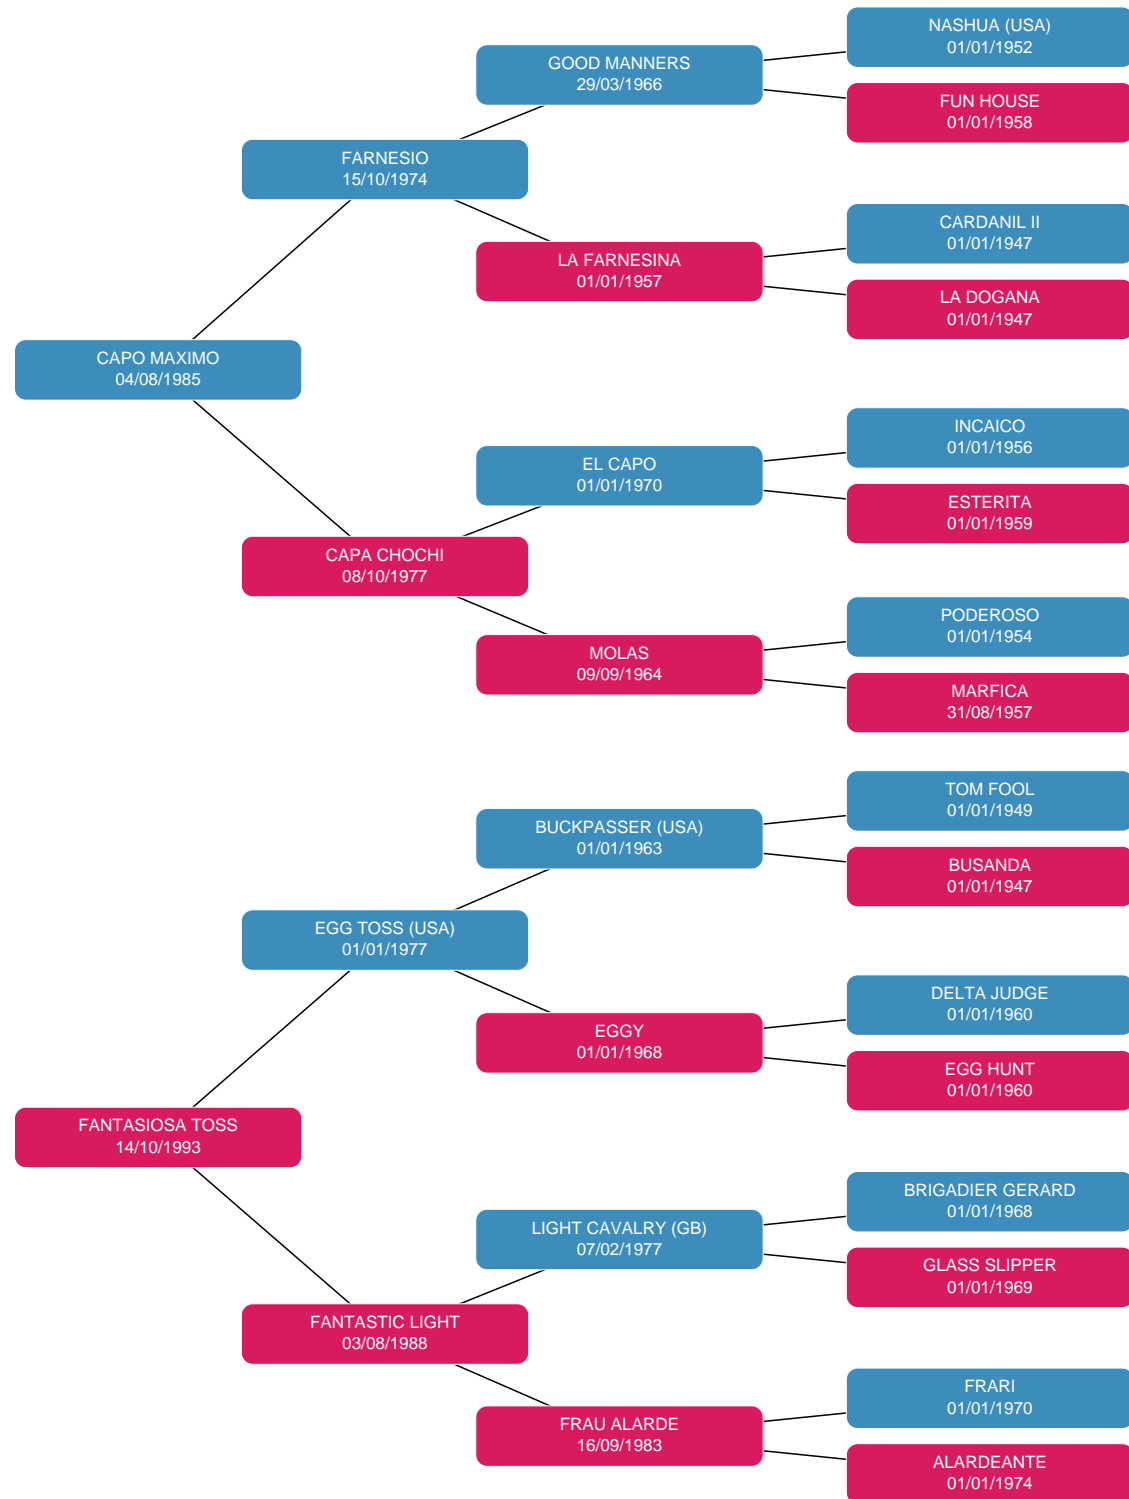 NASHUA (USA)
01/01/1952
GOOD MANNERS
29/03/1966
FUN HOUSE
01/01/1958
FARNESIO
15/10/1974
CARDANIL II
01/01/1947
LA FARNESINA
01/01/1957
LA DOGANA
01/01/1947
CAPO MAXIMO
04/08/1985
INCAICO
01/01/1956
EL CAPO
01/01/1970
ESTERITA
01/01/1959
CAPA CHOCHI
08/10/1977
PODEROSO
01/01/1954
MOLAS
09/09/1964
MARFICA
31/08/1957
TOM FOOL
01/01/1949
BUCKPASSER (USA)
01/01/1963
BUSANDA
01/01/1947
EGG TOSS (USA)
01/01/1977
DELTA JUDGE
01/01/1960
EGGY
01/01/1968
EGG HUNT
01/01/1960
FANTASIOSA TOSS
14/10/1993
BRIGADIER GERARD
01/01/1968
LIGHT CAVALRY (GB)
07/02/1977
GLASS SLIPPER
01/01/1969
FANTASTIC LIGHT
03/08/1988
FRARI
01/01/1970
FRAU ALARDE
16/09/1983
ALARDEANTE
01/01/1974